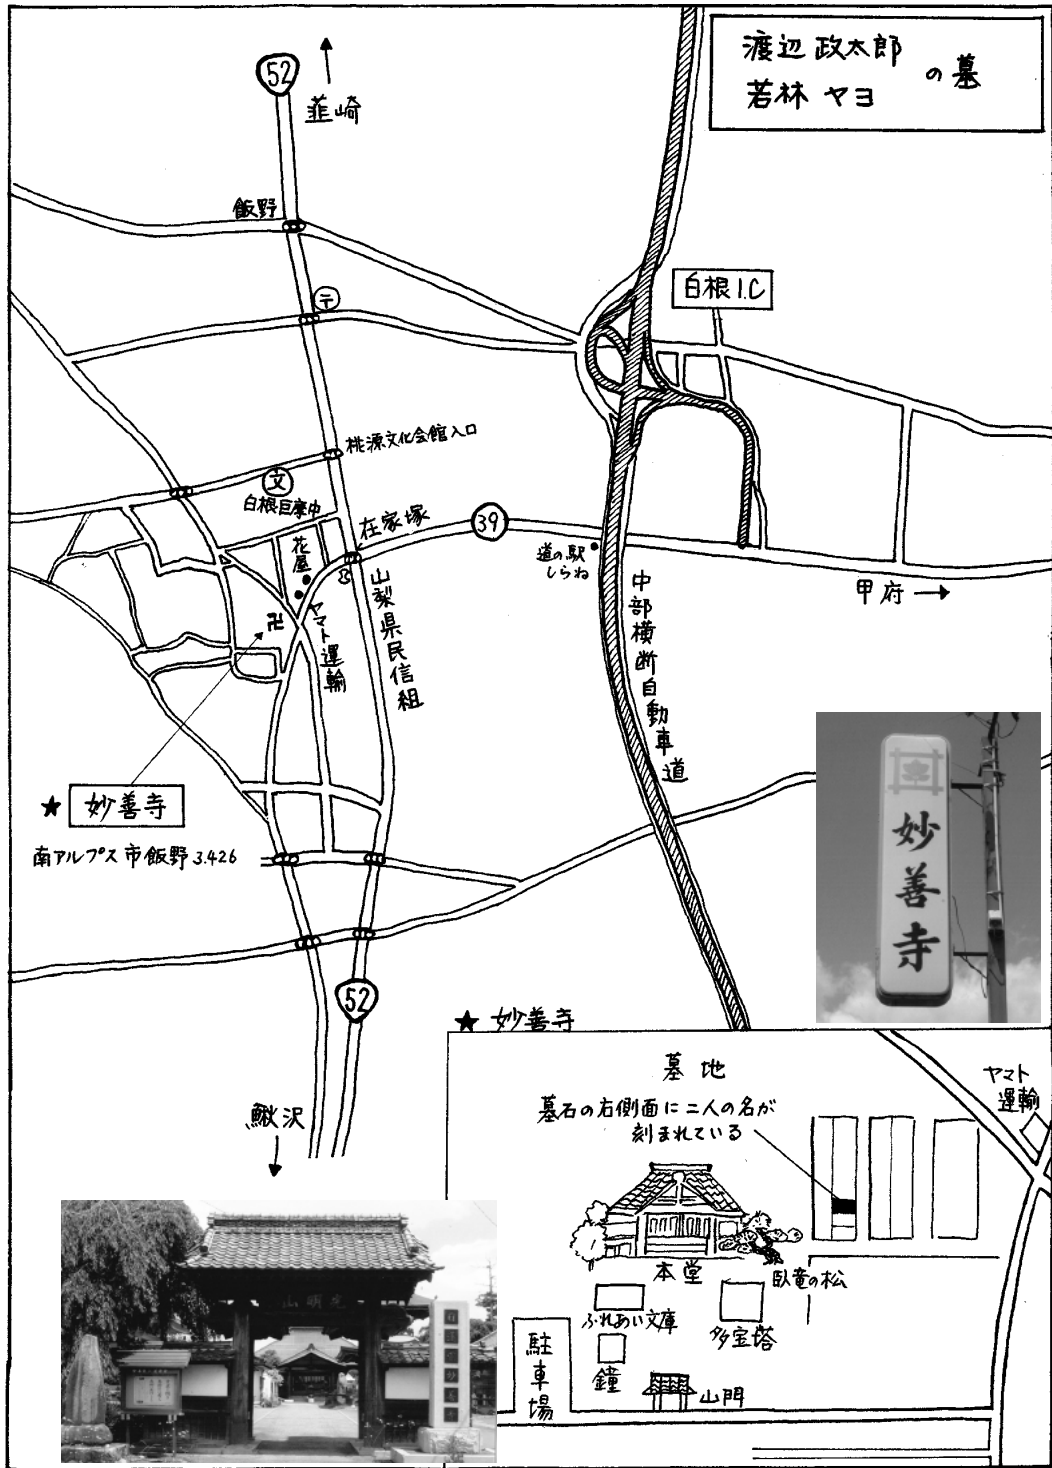 渡辺 政太郎
若林 ヤヨ
の墓
52
韮崎
飯野
〒
白根I.C
桃源文化会館入口
文
白根巨摩中
在家塚
39
花屋
道の駅
しらね
甲府
卍
ヤマト運輸
山梨県民信組
中部横断自動車道
★ 妙善寺
南アルプス市飯野3.426
妙善寺
52
★ 妙善寺
鰍沢
墓地
墓石の右側面に二人の名が
刻まれている
ヤマト
運輸
本堂
臥竜の松
ふれあい文庫
多宝塔
駐車場
鐘
山門
山明光